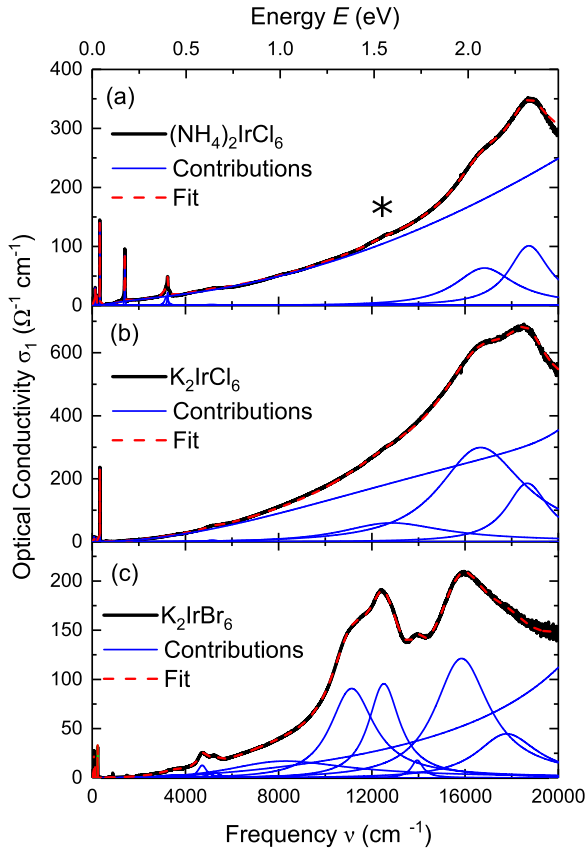 Energy E (eV)
0.0 0.5 1.0 1.5 2.0
400
300
200
100
0
(a)
(NH₄)₂IrCl₆
Contributions
Fit
*
Optical Conductivity σ₁ (Ω⁻¹ cm⁻¹)
600
400
200
0
(b)
K₂IrCl₆
Contributions
Fit
200
150
100
50
0
(c)
K₂IrBr₆
Contributions
Fit
0 4000 8000 12000 16000 20000
Frequency ν (cm⁻¹)